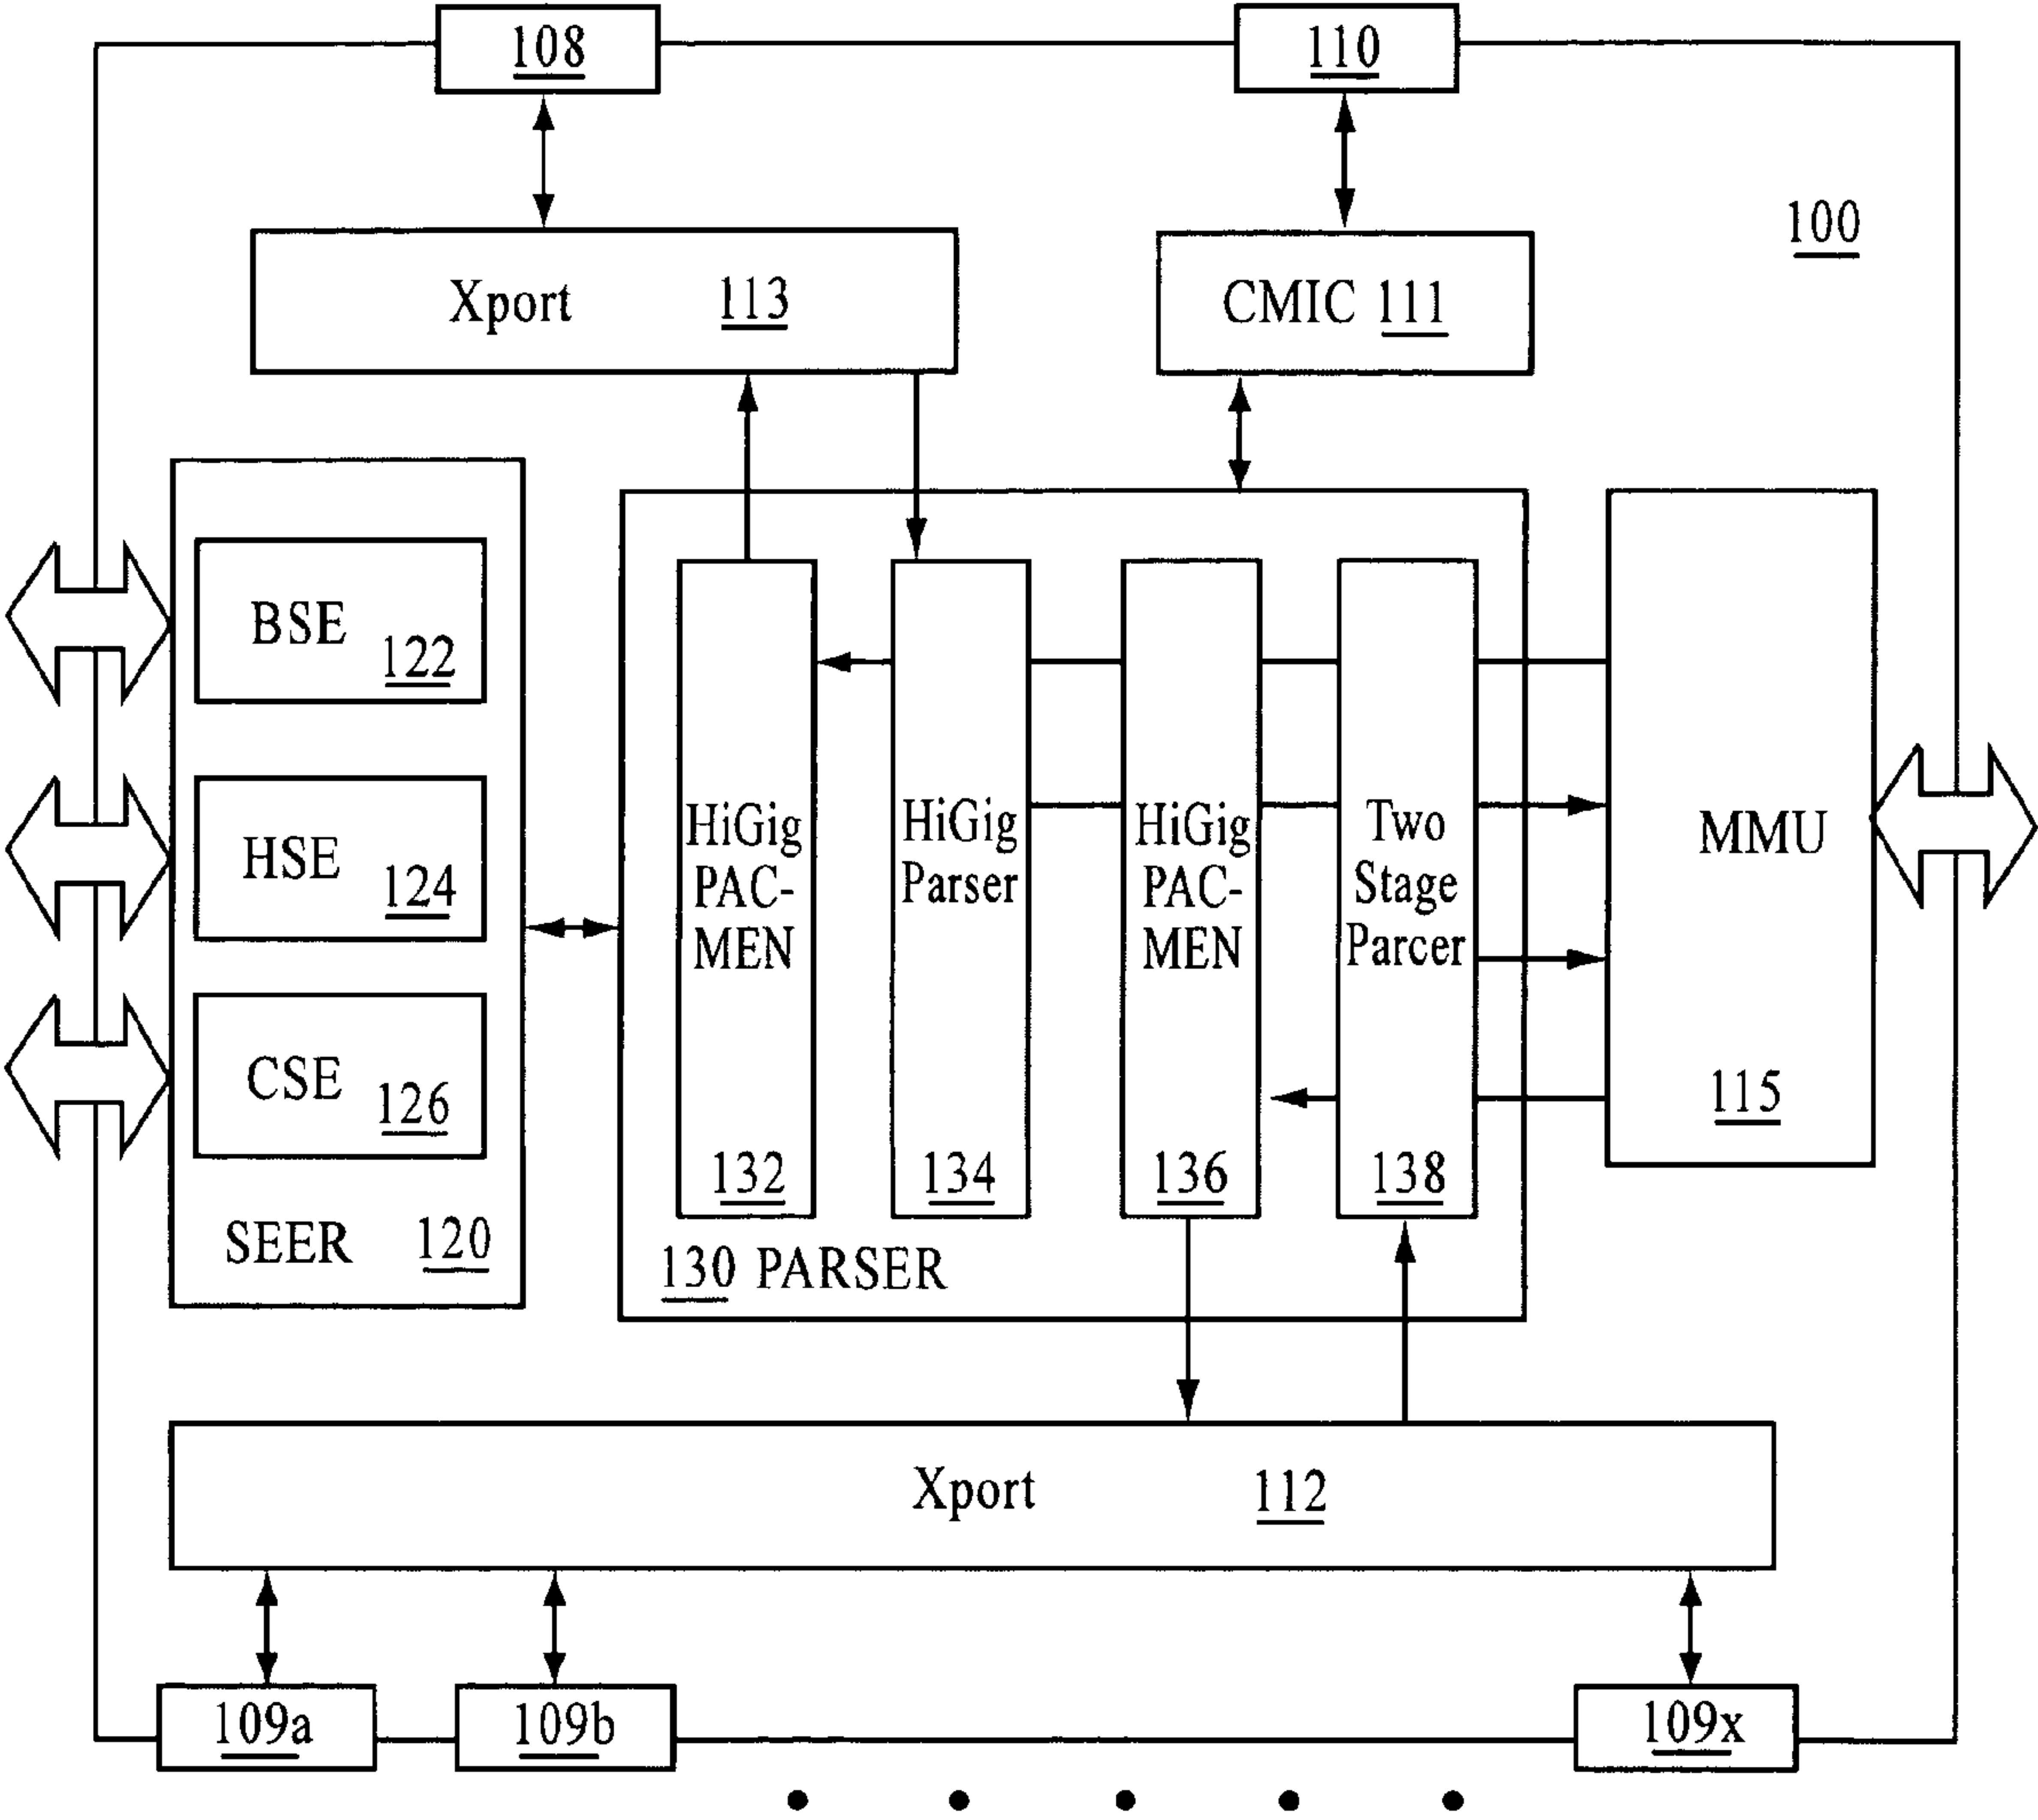 108
110
100
Xport 113
CMIC 111
BSE 122
HSE 124
CSE 126
SEER 120
HiGig
PAC-
MEN
132
HiGig
Parser
134
HiGig
PAC-
MEN
136
Two
Stage
Parcer
138
130 PARSER
MMU
115
Xport 112
109a
109b
109x